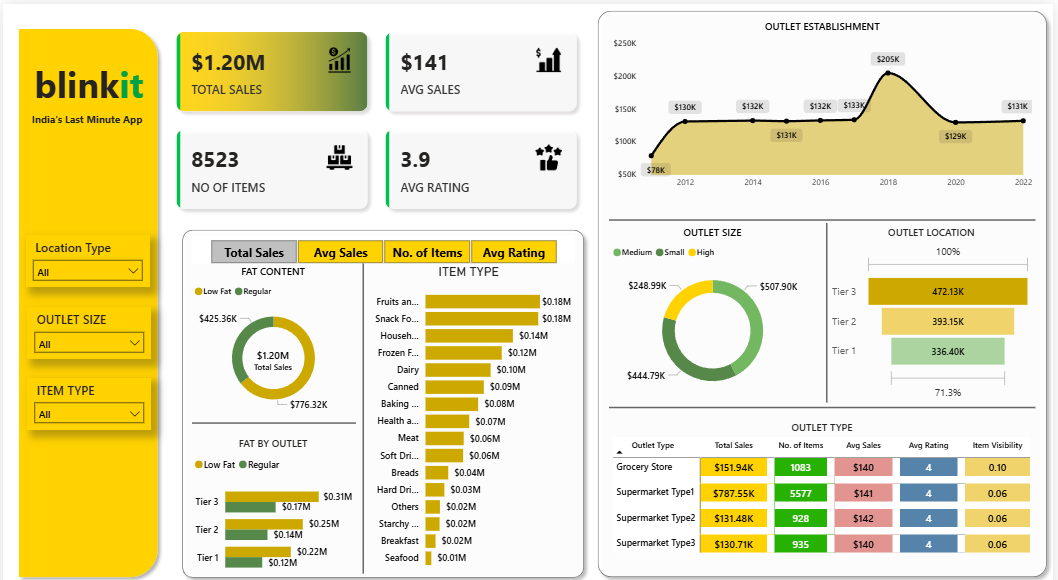 blinkit
India's Last Minute App
Location Type
All
OUTLET SIZE
All
ITEM TYPE
All
$1.20M
TOTAL SALES
$141
AVG SALES
8523
NO OF ITEMS
3.9
AVG RATING
Total Sales Avg Sales No. of Items Avg Rating
FAT CONTENT
Low Fat Regular
$425.36K
$1.20M
Total Sales
$776.32K
FAT BY OUTLET
Low Fat Regular
Tier 3 $0.31M
$0.17M
Tier 2 $0.25M
$0.14M
Tier 1 $0.22M
$0.12M
ITEM TYPE
Fruits an... $0.18M
Snack Fo... $0.18M
Househ... $0.14M
Frozen F... $0.12M
Dairy $0.10M
Canned $0.09M
Baking ... $0.08M
Health a... $0.07M
Meat $0.06M
Soft Dri... $0.06M
Breads $0.04M
Hard Dri... $0.03M
Others $0.02M
Starchy ... $0.02M
Breakfast $0.02M
Seafood $0.01M
OUTLET ESTABLISHMENT
$250K
$200K
$150K
$100K
$50K
$78K
$130K
$132K
$131K
$132K
$133K
$205K
$129K
$131K
2012 2014 2016 2018 2020 2022
OUTLET SIZE
Medium Small High
$248.99K
$507.90K
$444.79K
OUTLET LOCATION
100%
Tier 3 472.13K
Tier 2 393.15K
Tier 1 336.40K
71.3%
OUTLET TYPE
Outlet Type Total Sales No. of Items Avg Sales Avg Rating Item Visibility
Grocery Store $151.94K 1083 $140 4 0.10
Supermarket Type1 $787.55K 5577 $141 4 0.06
Supermarket Type2 $131.48K 928 $142 4 0.06
Supermarket Type3 $130.71K 935 $140 4 0.06